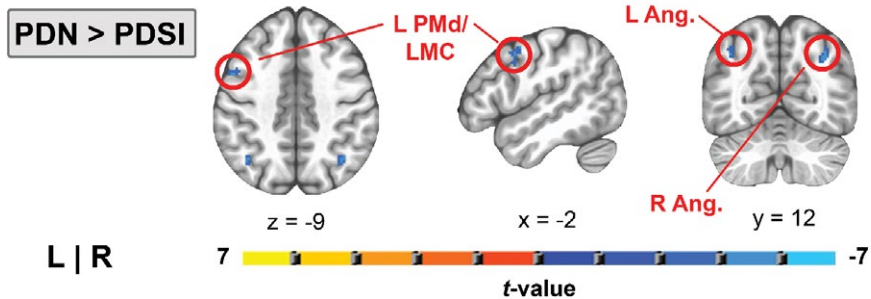 PDN > PDSI
L PMd/
LMC
L Ang.
R Ang.
z = -9
x = -2
y = 12
L | R
7
-7
t-value